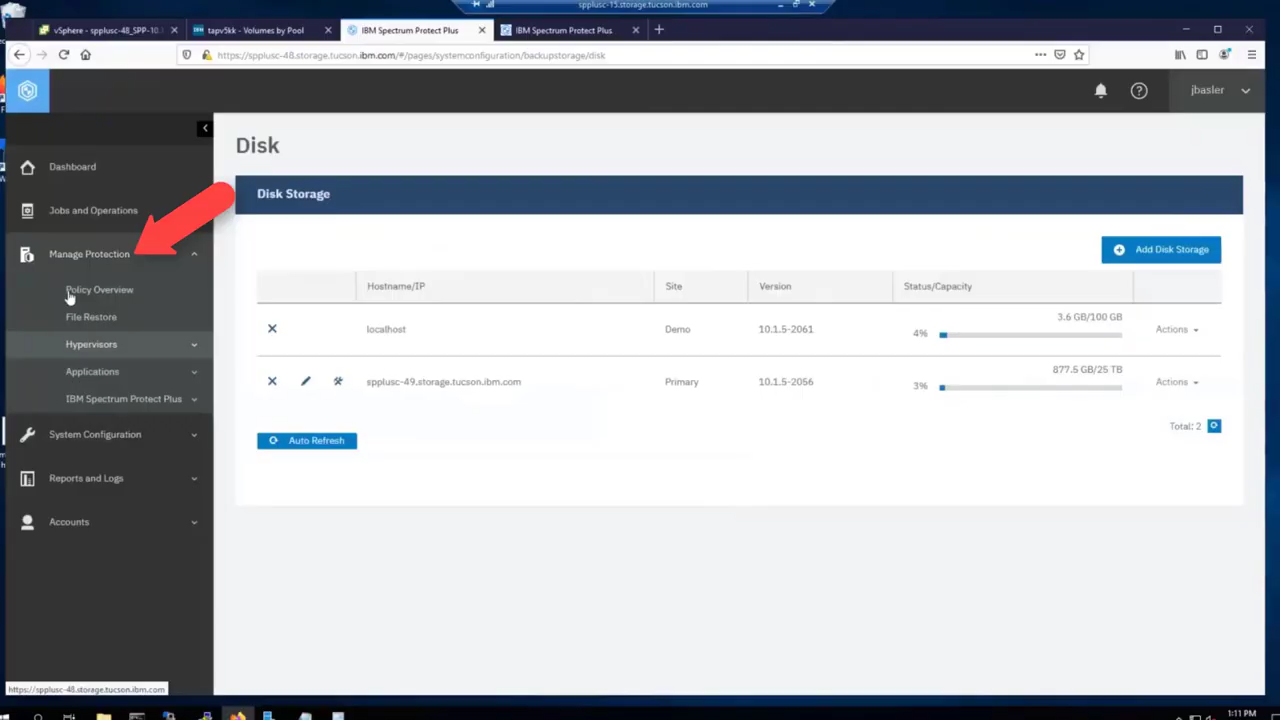 spplusc-15.storage.tucson.ibm.com
vSphere - spplusc-48_SPP-10.
tapv5kk - Volumes by Pool
IBM Spectrum Protect Plus
IBM Spectrum Protect Plus
https://spplusc-48.storage.tucson.ibm.com/#/pages/systemconfiguration/backupstorage/disk
jbasler
Disk
Dashboard
Disk Storage
Jobs and Operations
Add Disk Storage
Manage Protection
Hostname/IP Site Version Status/Capacity
Policy Overview
File Restore
localhost Demo 10.1.5-2061 4% 3.6 GB/100 GB Actions
Hypervisors
Applications
spplusc-49.storage.tucson.ibm.com Primary 10.1.5-2056 3% 877.5 GB/25 TB Actions
IBM Spectrum Protect Plus
Total: 2
System Configuration
Auto Refresh
Reports and Logs
Accounts
https://spplusc-48.storage.tucson.ibm.com
1:11 PM